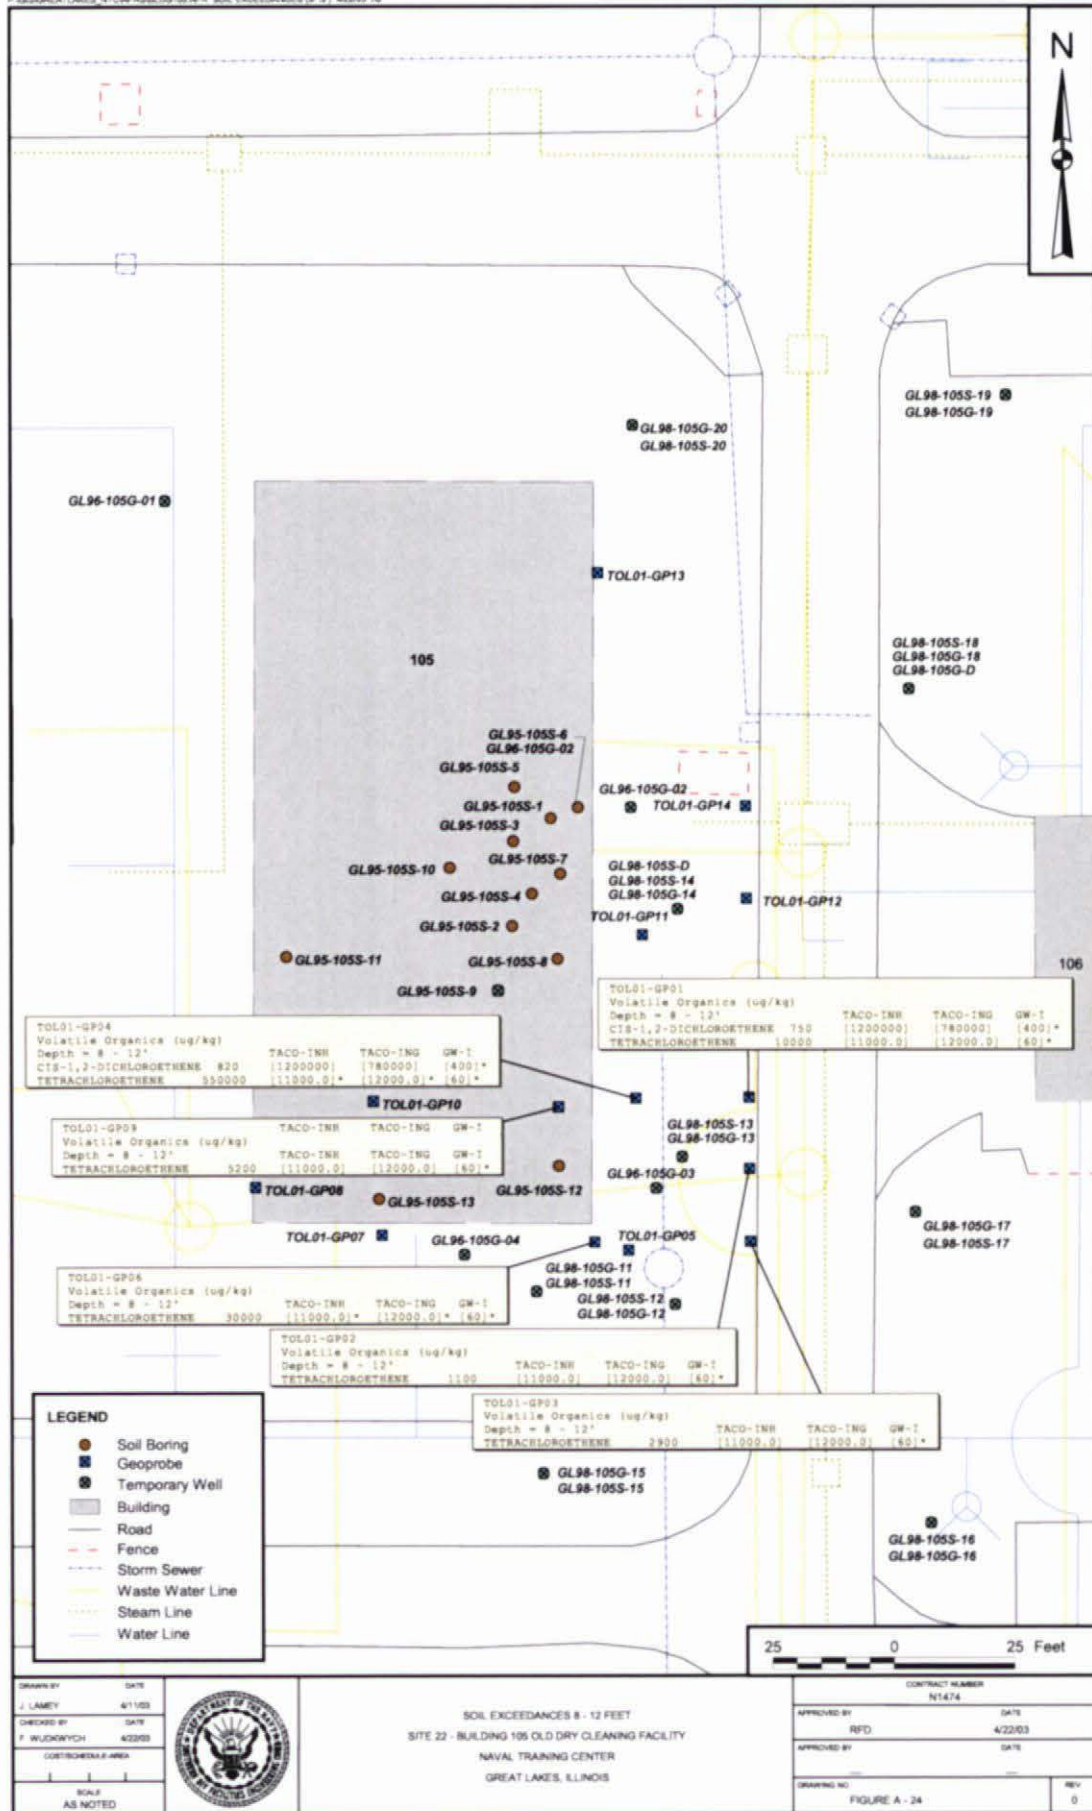 N
GL98-105S-19
GL98-105G-19
GL98-105G-20
GL98-105S-20
GL96-105G-01
TOL01-GP13
105
GL98-105S-18
GL98-105G-18
GL98-105G-D
GL95-105S-6
GL96-105G-02
GL95-105S-5
GL95-105S-1
GL96-105G-02
TOL01-GP14
GL95-105S-3
GL95-105S-7
GL95-105S-10
GL98-105S-D
GL98-105S-14
GL98-105G-14
GL95-105S-4
TOL01-GP12
TOL01-GP11
GL95-105S-2
GL95-105S-11
GL95-105S-8
106
GL95-105S-9
TOL01-GP01
Volatile Organics (ug/kg)
Depth = 8 - 12' TACO-INH TACO-ING GW-I
CIS-1,2-DICHLOROETHENE 750 [1200000] [780000] [400]*
TETRACHLOROETHENE 10000 [11000.0] [12000.0] [60]*
TOL01-GP04
Volatile Organics (ug/kg)
Depth = 8 - 12' TACO-INH TACO-ING GW-I
CIS-1,2-DICHLOROETHENE 820 [1200000] [780000] [400]*
TETRACHLOROETHENE 550000 [11000.0]* [12000.0]* [60]*
TOL01-GP10
TOL01-GP09 TACO-INH TACO-ING GW-I
Volatile Organics (ug/kg)
Depth = 8 - 12' TACO-INH TACO-ING GW-I
TETRACHLOROETHENE 5200 [11000.0] [12000.0] [60]*
GL98-105S-13
GL98-105G-13
GL96-105G-03
TOL01-GP08
GL95-105S-12
GL95-105S-13
GL98-105G-17
GL98-105S-17
TOL01-GP07
GL96-105G-04
TOL01-GP05
GL98-105G-11
GL98-105S-11
GL98-105S-12
GL98-105G-12
TOL01-GP06
Volatile Organics (ug/kg)
Depth = 8 - 12' TACO-INH TACO-ING GW-I
TETRACHLOROETHENE 30000 [11000.0]* [12000.0]* [60]*
TOL01-GP02
Volatile Organics (ug/kg)
Depth = 8 - 12' TACO-INH TACO-ING GW-I
TETRACHLOROETHENE 1100 [11000.0] [12000.0] [60]*
TOL01-GP03
Volatile Organics (ug/kg)
Depth = 8 - 12' TACO-INH TACO-ING GW-I
TETRACHLOROETHENE 2900 [11000.0] [12000.0] [60]*
GL98-105G-15
GL98-105S-15
GL98-105S-16
GL98-105G-16
LEGEND
Soil Boring
Geoprobe
Temporary Well
Building
Road
Fence
Storm Sewer
Waste Water Line
Steam Line
Water Line
25 0 25 Feet
DRAWN BY DATE
J. LAMEY 4/11/03
CHECKED BY DATE
4/22/03
COST/SCHEDULE-AREA
SCALE
AS NOTED
DEPARTMENT OF THE NAVY
SOIL EXCEEDANCES 8 - 12 FEET
SITE 22 - BUILDING 105 OLD DRY CLEANING FACILITY
NAVAL TRAINING CENTER
GREAT LAKES, ILLINOIS
CONTRACT NUMBER
N1474
APPROVED BY DATE
RFD 4/22/03
APPROVED BY DATE
DRAWING NO. REV
FIGURE A - 24 0